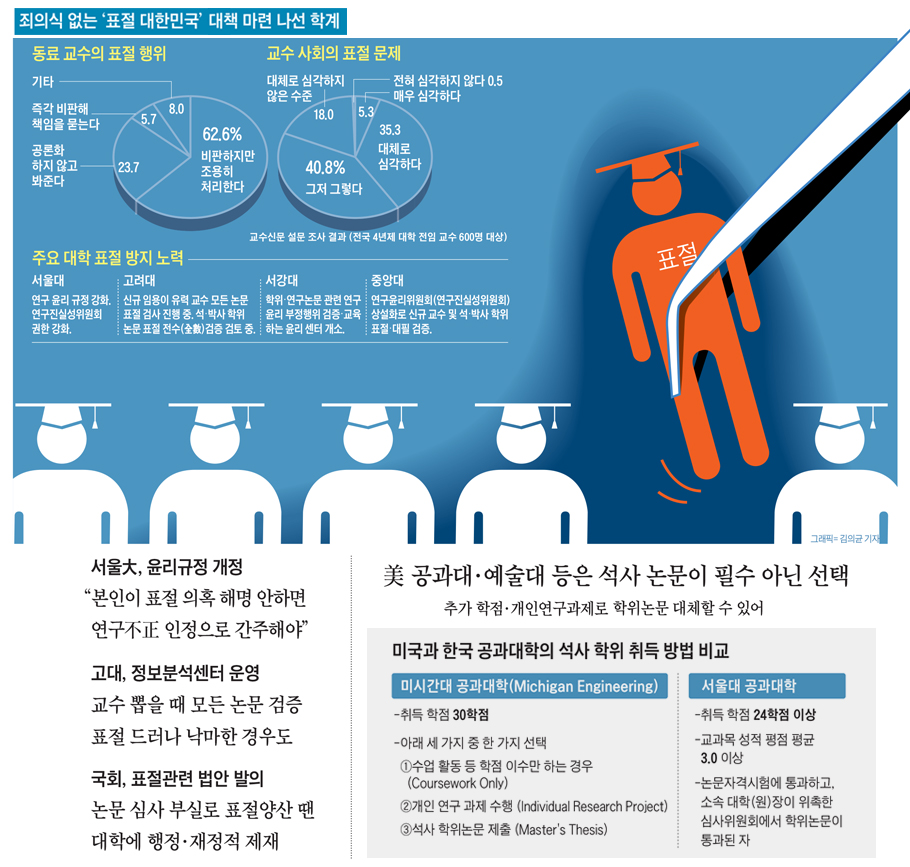 죄의식 없는 ‘표절 대한민국’ 대책 마련 나선 학계
동료 교수의 표절 행위
기타
8.0
즉각 비판해
책임을 묻는다
5.7
공론화
하지 않고
봐준다
23.7
62.6%
비판하지만
조용히
처리한다
교수 사회의 표절 문제
대체로 심각하지
않은 수준
18.0
전혀 심각하지 않다 0.5
매우 심각하다
5.3
35.3
대체로
심각하다
40.8%
그저 그렇다
교수신문 설문 조사 결과 (전국 4년제 대학 전임 교수 600명 대상)
주요 대학 표절 방지 노력
서울대
연구 윤리 규정 강화.
연구진실성위원회
권한 강화.
고려대
신규 임용이 유력 교수 모든 논문
표절 검사 진행 중. 석·박사 학위
논문 표절 전수(全數)검증 검토 중.
서강대
학위·연구논문 관련 연구
윤리 부정행위 검증·교육
하는 윤리 센터 개소.
중앙대
연구윤리위원회(연구진실성위원회)
상설화로 신규 교수 및 석·박사 학위
표절·대필 검증.
표절
그래픽=김의균 기자
서울大, 윤리규정 개정
“본인이 표절 의혹 해명 안하면
연구不正 인정으로 간주해야”
고대, 정보분석센터 운영
교수 뽑을 때 모든 논문 검증
표절 드러나 낙마한 경우도
국회, 표절관련 법안 발의
논문 심사 부실로 표절양산 땐
대학에 행정·재정적 제재
美 공과대·예술대 등은 석사 논문이 필수 아닌 선택
추가 학점·개인연구과제로 학위논문 대체할 수 있어
미국과 한국 공과대학의 석사 학위 취득 방법 비교
미시간대 공과대학(Michigan Engineering)
-취득 학점 30학점
-아래 세 가지 중 한 가지 선택
①수업 활동 등 학점 이수만 하는 경우
(Coursework Only)
②개인 연구 과제 수행 (Individual Research Project)
③석사 학위논문 제출 (Master's Thesis)
서울대 공과대학
-취득 학점 24학점 이상
-교과목 성적 평점 평균
3.0 이상
-논문자격시험에 통과하고,
소속 대학(원)장이 위촉한
심사위원회에서 학위논문이
통과된 자